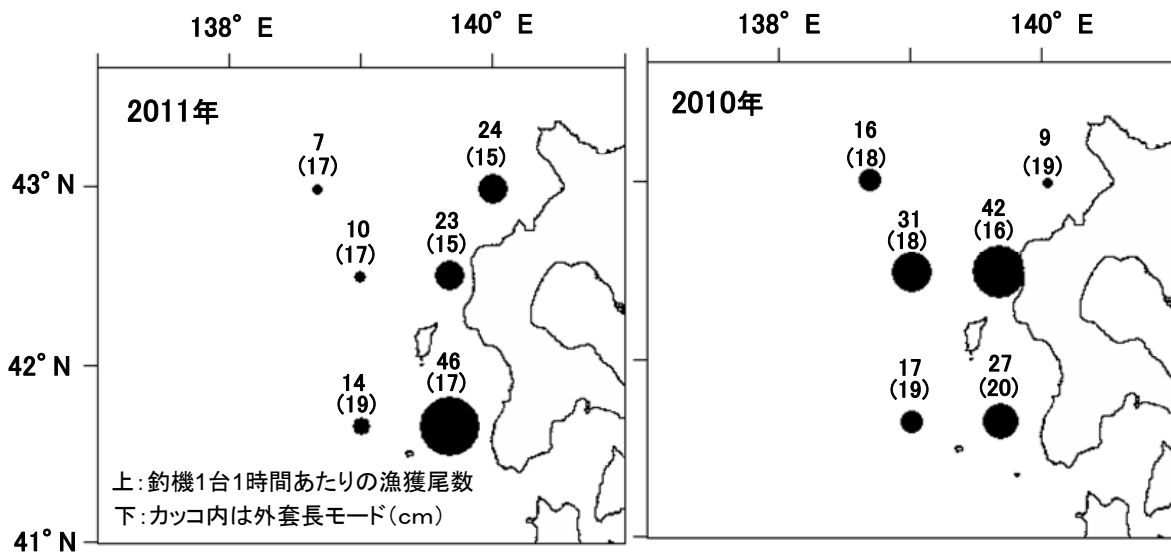 138° E
140° E
2011年
7
(17)
24
(15)
43° N
10
(17)
23
(15)
42° N
14
(19)
46
(17)
上：釣機1台1時間あたりの漁獲尾数
下：カッコ内は外套長モード（cm）
41° N
138° E
140° E
2010年
16
(18)
9
(19)
31
(18)
42
(16)
17
(19)
27
(20)